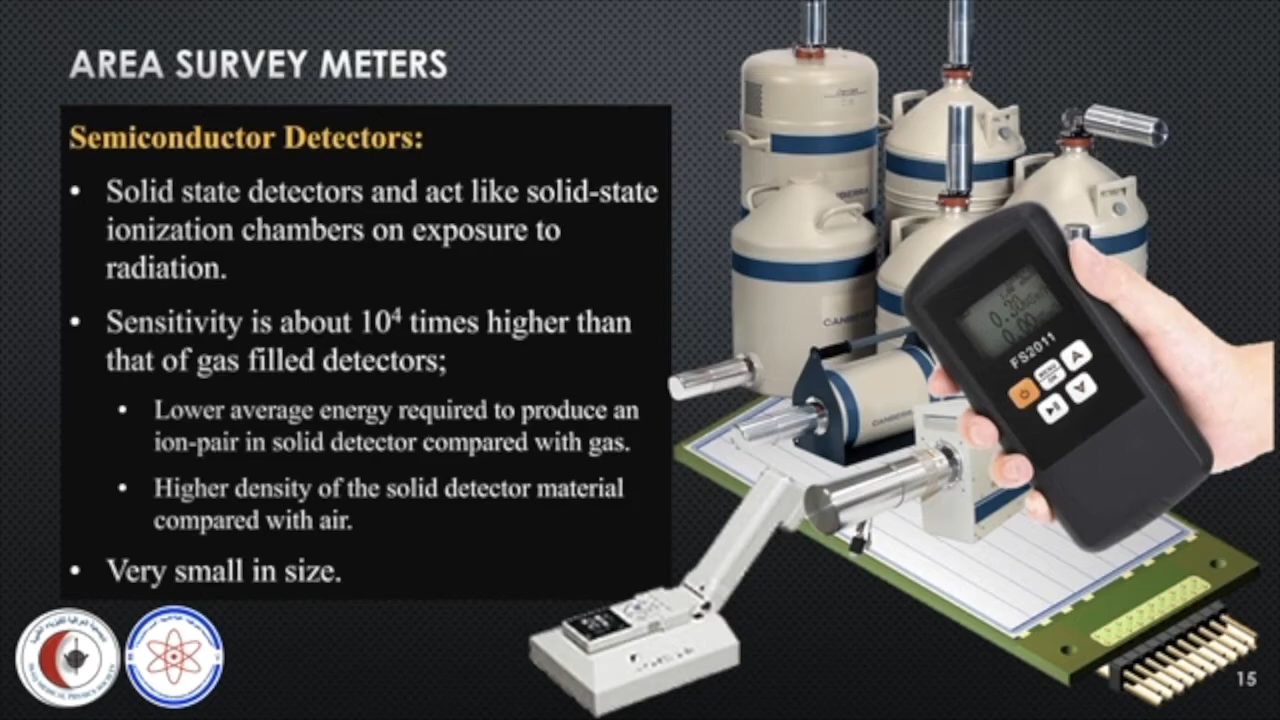 AREA SURVEY METERS
Semiconductor Detectors:
• Solid state detectors and act like solid-state
ionization chambers on exposure to
radiation.
• Sensitivity is about 10⁴ times higher than
that of gas filled detectors;
• Lower average energy required to produce an
ion-pair in solid detector compared with gas.
• Higher density of the solid detector material
compared with air.
• Very small in size.
CANBERRA
FS2011
MENU
OK
15